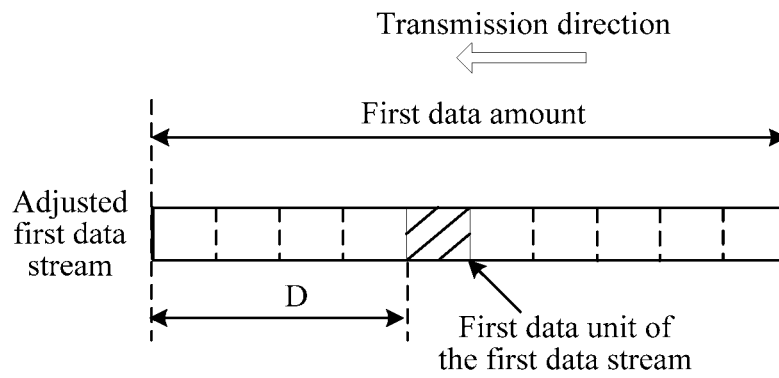 Transmission direction
First data amount
Adjusted
first data
stream
D
First data unit of
the first data stream